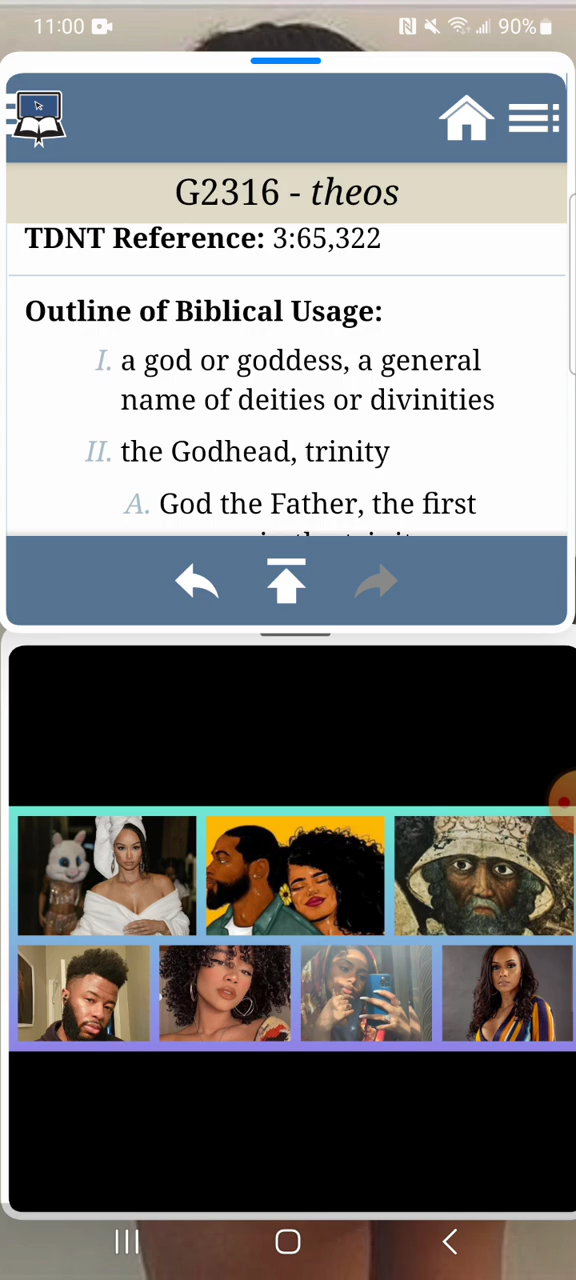 11:00
90%
G2316 - theos
TDNT Reference: 3:65,322
Outline of Biblical Usage:
I. a god or goddess, a general
name of deities or divinities
II. the Godhead, trinity
A. God the Father, the first